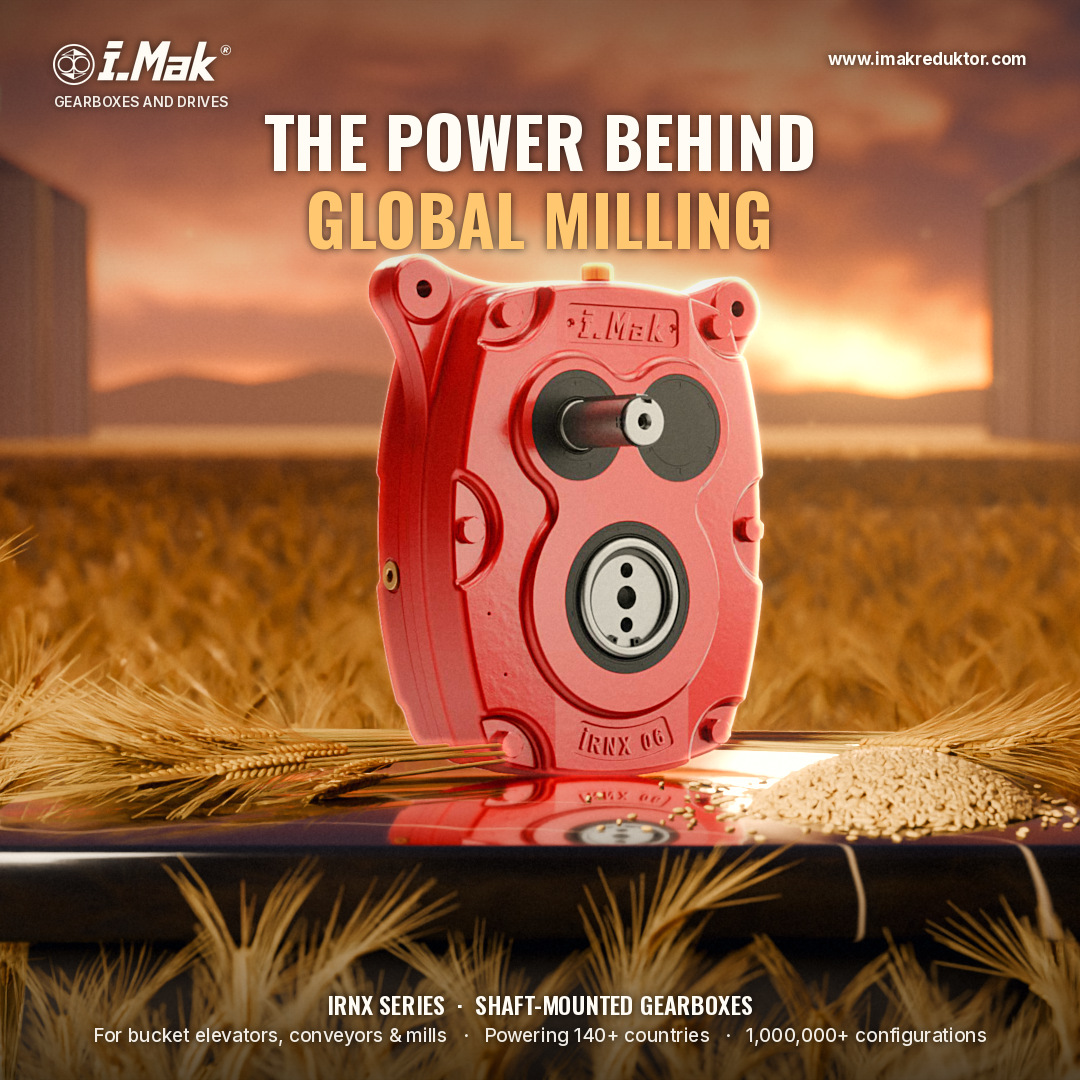 i.Mak®
GEARBOXES AND DRIVES
www.imakreduktor.com
THE POWER BEHIND
GLOBAL MILLING
i.Mak
İRNX 06
IRNX SERIES · SHAFT-MOUNTED GEARBOXES
For bucket elevators, conveyors & mills · Powering 140+ countries · 1,000,000+ configurations